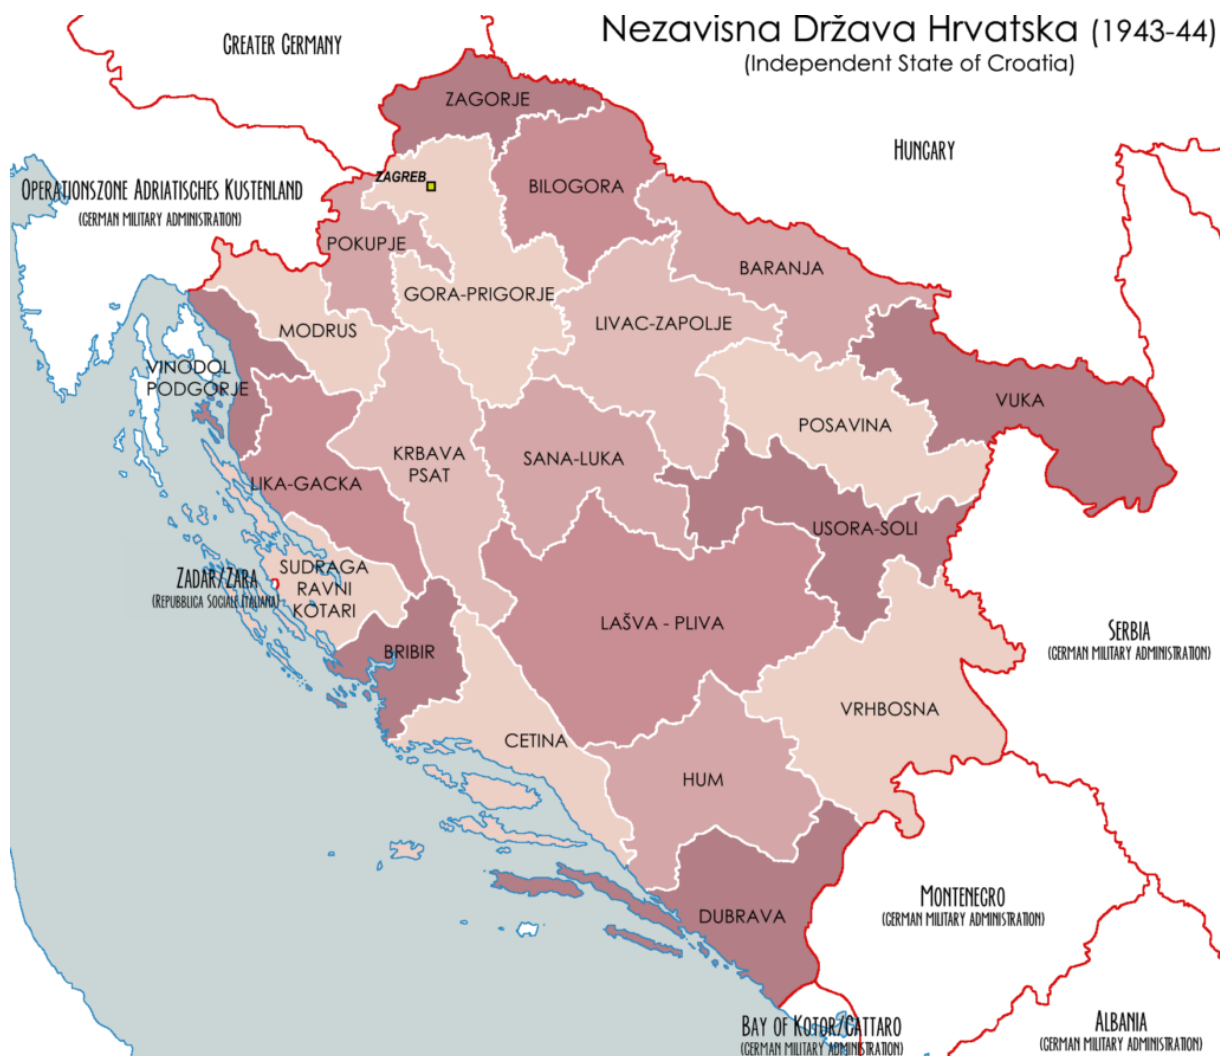 Nezavisna Država Hrvatska (1943-44)
(Independent State of Croatia)
GREATER GERMANY
ZAGORJE
HUNGARY
ZAGREB
BILOGORA
OPERATIONSZONE ADRIATISCHES KUSTENLAND
(GERMAN MILITARY ADMINISTRATION)
POKUPJE
BARANJA
GORA-PRIGORJE
LIVAC-ZAPOLJE
MODRUS
VINODOL
PODGORJE
VUKA
POSAVINA
KRBAVA
PSAT
SANA-LUKA
LIKA-GACKA
USORA-SOLI
SUDRAGA
RAVNI
KOTARI
ZADAR/ZARA
(REPUBBLICA SOCIALE ITALIANA)
LAŠVA - PLIVA
SERBIA
(GERMAN MILITARY ADMINISTRATION)
BRIBIR
VRHBOSNA
CETINA
HUM
MONTENEGRO
(GERMAN MILITARY ADMINISTRATION)
DUBRAVA
BAY OF KOTOR/CATTARO
(GERMAN MILITARY ADMINISTRATION)
ALBANIA
(GERMAN MILITARY ADMINISTRATION)